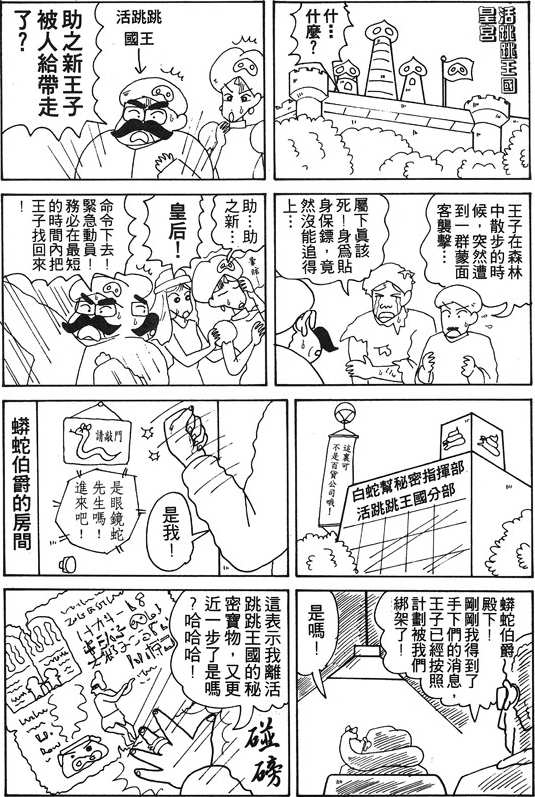 活跳跳王國
皇宮
什…
什麼？
活跳跳
國王
助之新王子
被人給帶走
了？
王子在森林
中散步的時
候，突然遭
到一群蒙面
客襲擊…
屬下真該
死！身為貼
身保鏢，竟
然沒能追得
上…
助…助
之新…
皇后！
命令下去！
緊急動員！
務必在最短
的時間內把
王子找回來
！
這裏可
不是百貨公司哦！
白蛇幫秘密指揮部
活跳跳王國分部
是我！
請敲門
是眼鏡蛇
先生嗎！
進來吧！
蟒蛇伯爵的房間
蟒蛇伯爵
殿下！
剛剛我得到了
手下們的消息，
王子已經按照
計劃被我們
綁架了！
是嗎！
這表示我離活
跳跳王國的秘
密寶物，又更
近一步了是嗎
？哈哈哈！
碰磅